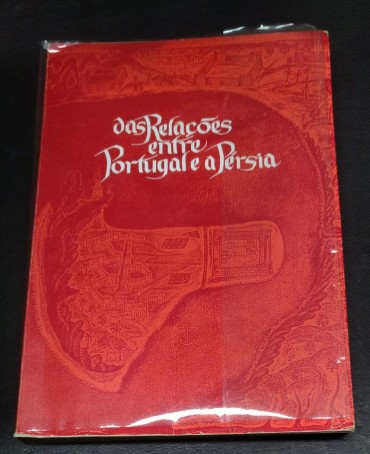 das Relações
entre
Portugal e a Pérsia